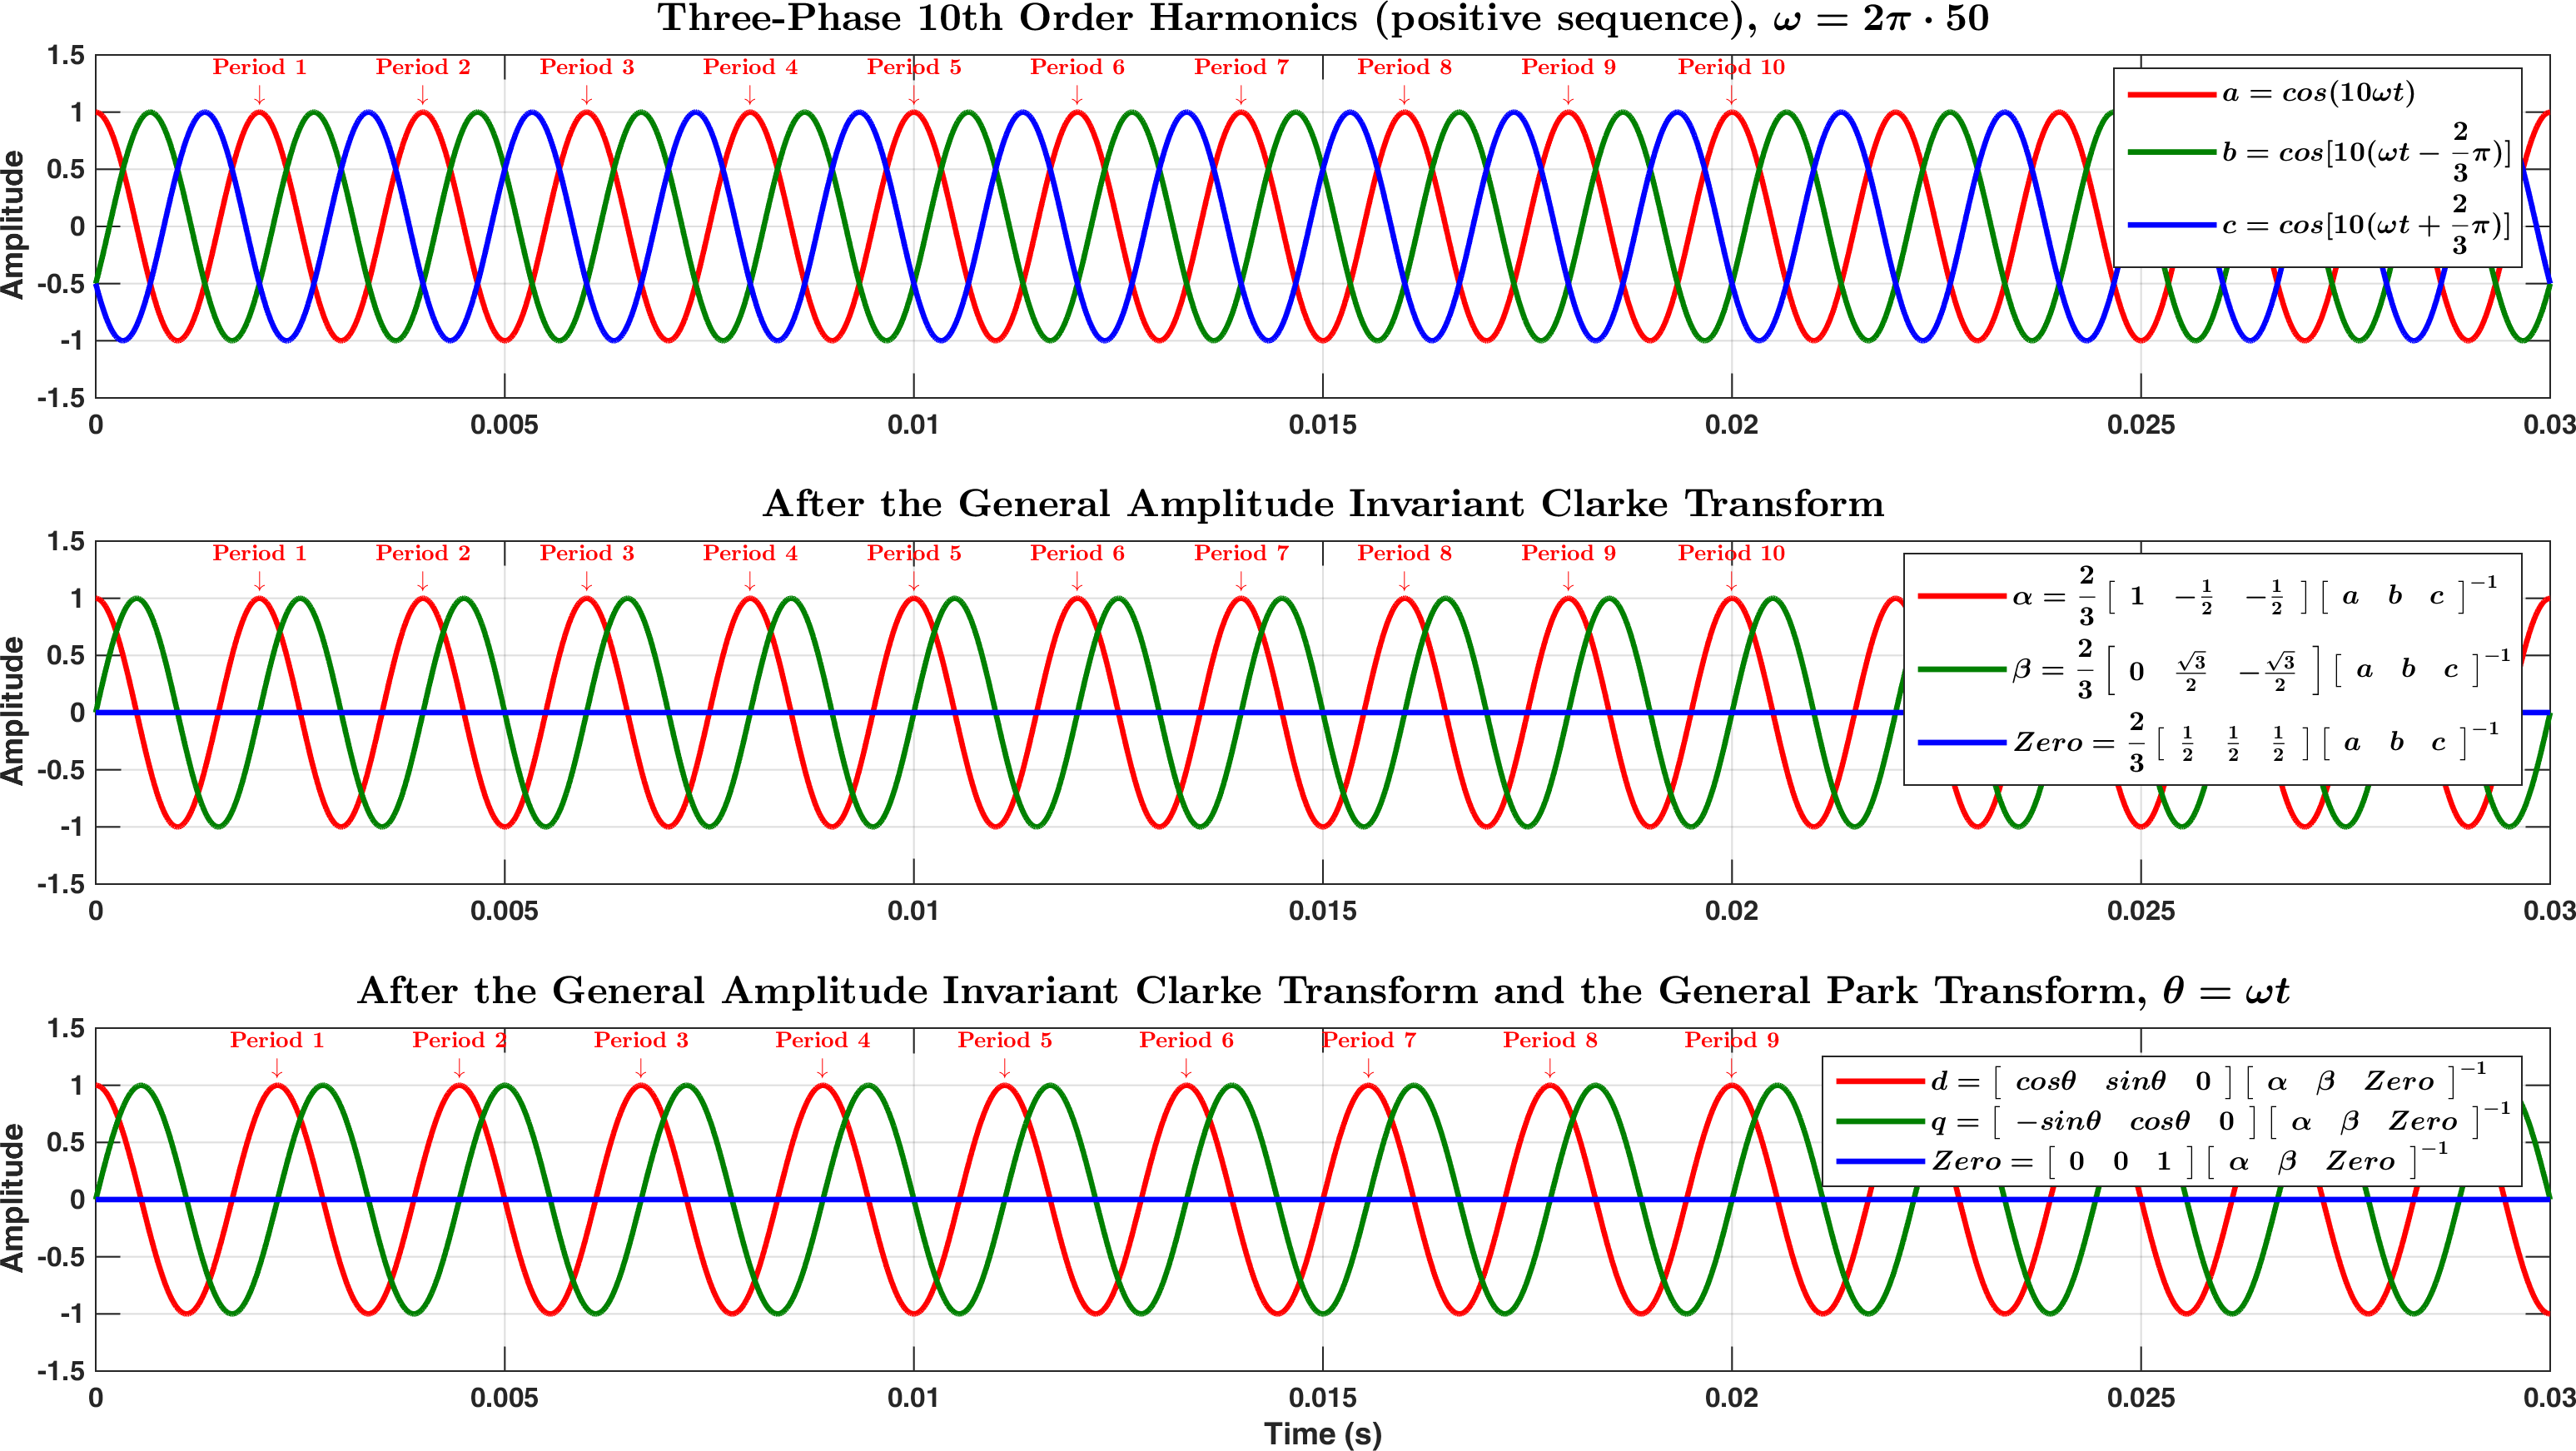 Three-Phase 10th Order Harmonics (positive sequence), ω = 2π · 50
1.5
Period 1 Period 2 Period 3 Period 4 Period 5 Period 6 Period 7 Period 8 Period 9 Period 10
↓ ↓ ↓ ↓ ↓ ↓ ↓ ↓ ↓ ↓
1
0.5
0
-0.5
-1
-1.5
Amplitude
a = cos(10ωt)
b = cos[10(ωt − 2/3 π)]
c = cos[10(ωt + 2/3 π)]
0 0.005 0.01 0.015 0.02 0.025 0.03
After the General Amplitude Invariant Clarke Transform
1.5
Period 1 Period 2 Period 3 Period 4 Period 5 Period 6 Period 7 Period 8 Period 9 Period 10
↓ ↓ ↓ ↓ ↓ ↓ ↓ ↓ ↓ ↓
1
0.5
0
-0.5
-1
-1.5
Amplitude
α = 2/3 [ 1 −1/2 −1/2 ] [ a b c ]⁻¹
β = 2/3 [ 0 √3/2 −√3/2 ] [ a b c ]⁻¹
Zero = 2/3 [ 1/2 1/2 1/2 ] [ a b c ]⁻¹
0 0.005 0.01 0.015 0.02 0.025 0.03
After the General Amplitude Invariant Clarke Transform and the General Park Transform, θ = ωt
1.5
Period 1 Period 2 Period 3 Period 4 Period 5 Period 6 Period 7 Period 8 Period 9
↓ ↓ ↓ ↓ ↓ ↓ ↓ ↓ ↓
1
0.5
0
-0.5
-1
-1.5
Amplitude
d = [ cosθ sinθ 0 ] [ α β Zero ]⁻¹
q = [ −sinθ cosθ 0 ] [ α β Zero ]⁻¹
Zero = [ 0 0 1 ] [ α β Zero ]⁻¹
0 0.005 0.01 0.015 0.02 0.025 0.03
Time (s)